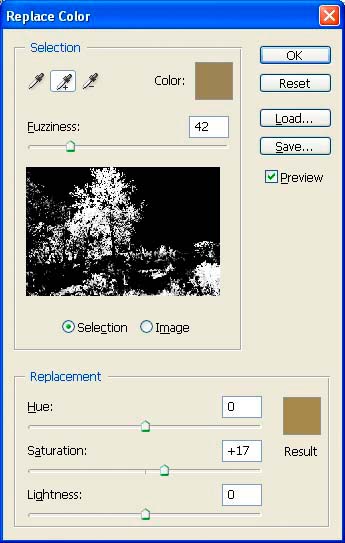 Replace Color
Selection
OK
Color:
Reset
Fuzziness: 42
Load...
Save...
Preview
Selection Image
Replacement
Hue: 0
Saturation: +17
Result
Lightness: 0